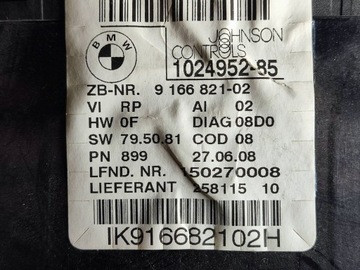 BMW
JOHNSON
CONTROLS
1024952-85
ZB-NR. 9 166 821-02
VI RP AI 02
HW 0F DIAG 08D0
SW 79.50.81 COD 08
PN 899 27.06.08
LFND. NR. 150270008
LIEFERANT 258115 10
IK916682102H